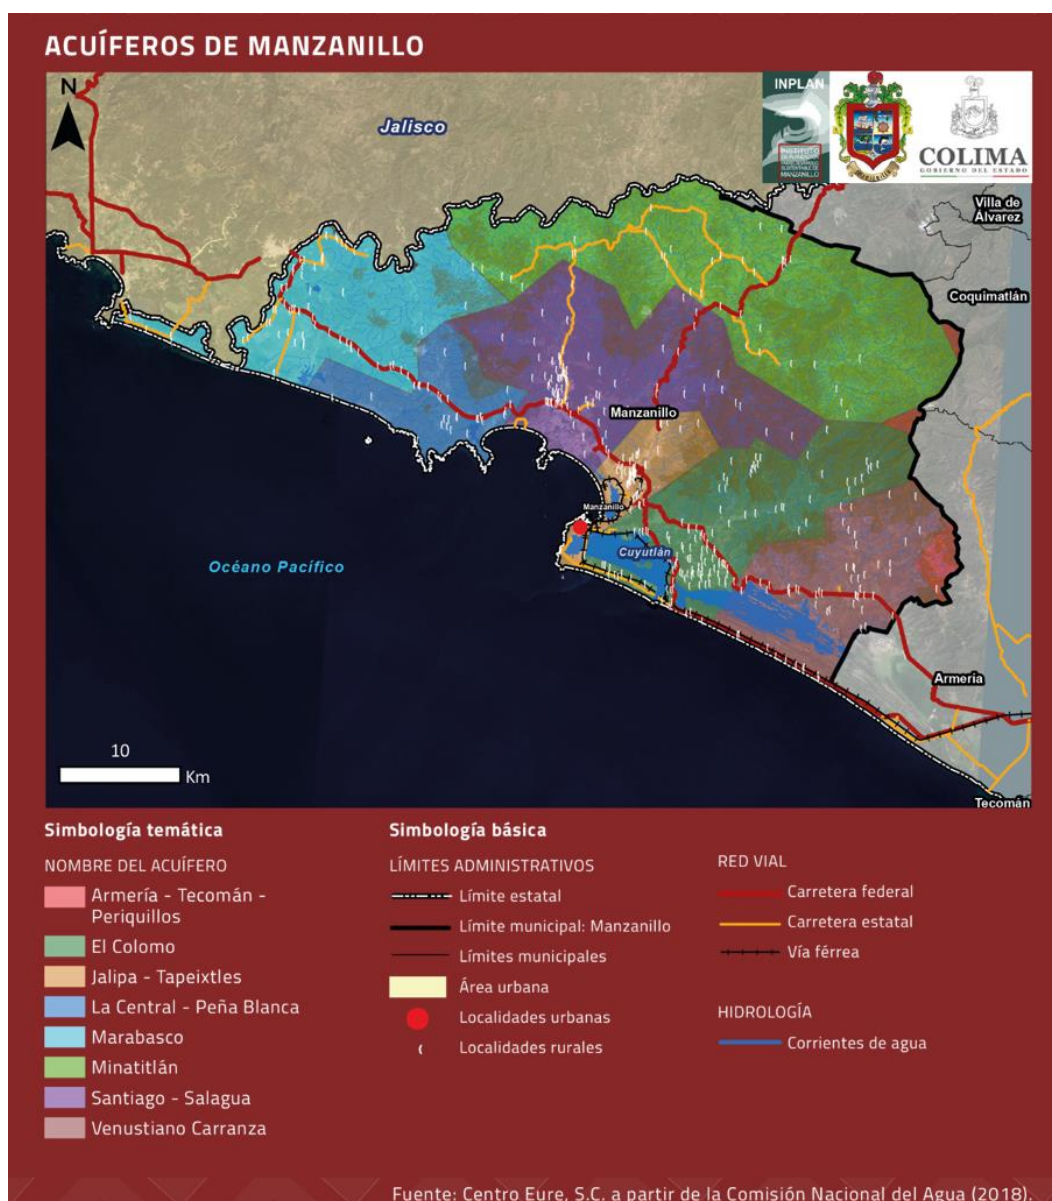 ACUÍFEROS DE MANZANILLO
N
Jalisco
INPLAN
INSTITUTO
DE PLANEACIÓN
MANZANILLO
COLIMA
GOBIERNO DEL ESTADO
Villa de
Álvarez
Coquimatlán
Manzanillo
Manzanillo
Cuyutlán
Océano Pacífico
Armería
10
Km
Tecomán
Simbología temática
NOMBRE DEL ACUÍFERO
Armería - Tecomán -
Periquillos
El Colomo
Jalipa - Tapeixtles
La Central - Peña Blanca
Marabasco
Minatitlán
Santiago - Salagua
Venustiano Carranza
Simbología básica
LÍMITES ADMINISTRATIVOS
Límite estatal
Límite municipal: Manzanillo
Límites municipales
Área urbana
Localidades urbanas
Localidades rurales
RED VIAL
Carretera federal
Carretera estatal
Vía férrea
HIDROLOGÍA
Corrientes de agua
Fuente: Centro Eure, S.C. a partir de la Comisión Nacional del Agua (2018).